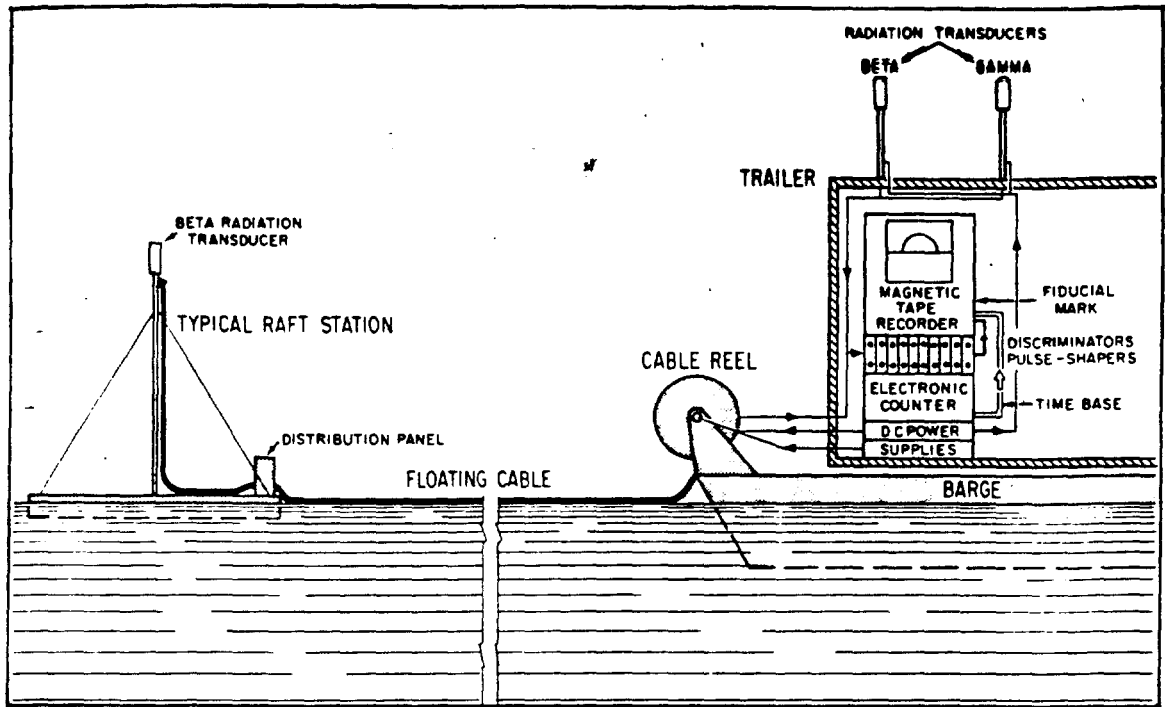 RADIATION TRANSDUCERS
BETA GAMMA
TRAILER
BETA RADIATION
TRANSDUCER
TYPICAL RAFT STATION
MAGNETIC
TAPE
RECORDER
FIDUCIAL
MARK
DISCRIMINATORS
PULSE-SHAPERS
CABLE REEL
ELECTRONIC
COUNTER
TIME BASE
DC POWER
SUPPLIES
DISTRIBUTION PANEL
FLOATING CABLE
BARGE